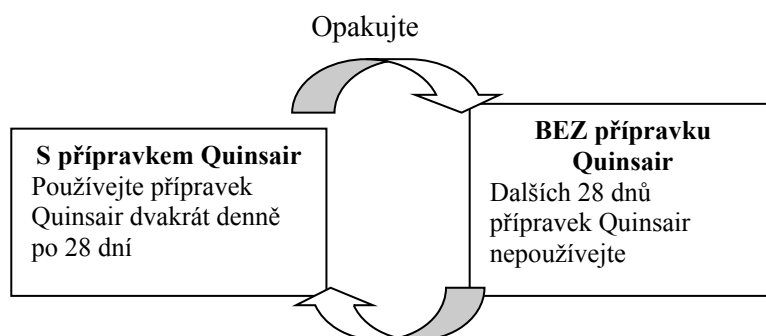 Opakujte
S přípravkem Quinsair
Používejte přípravek
Quinsair dvakrát denně
po 28 dní
BEZ přípravku
Quinsair
Dalších 28 dnů
přípravek Quinsair
nepoužívejte